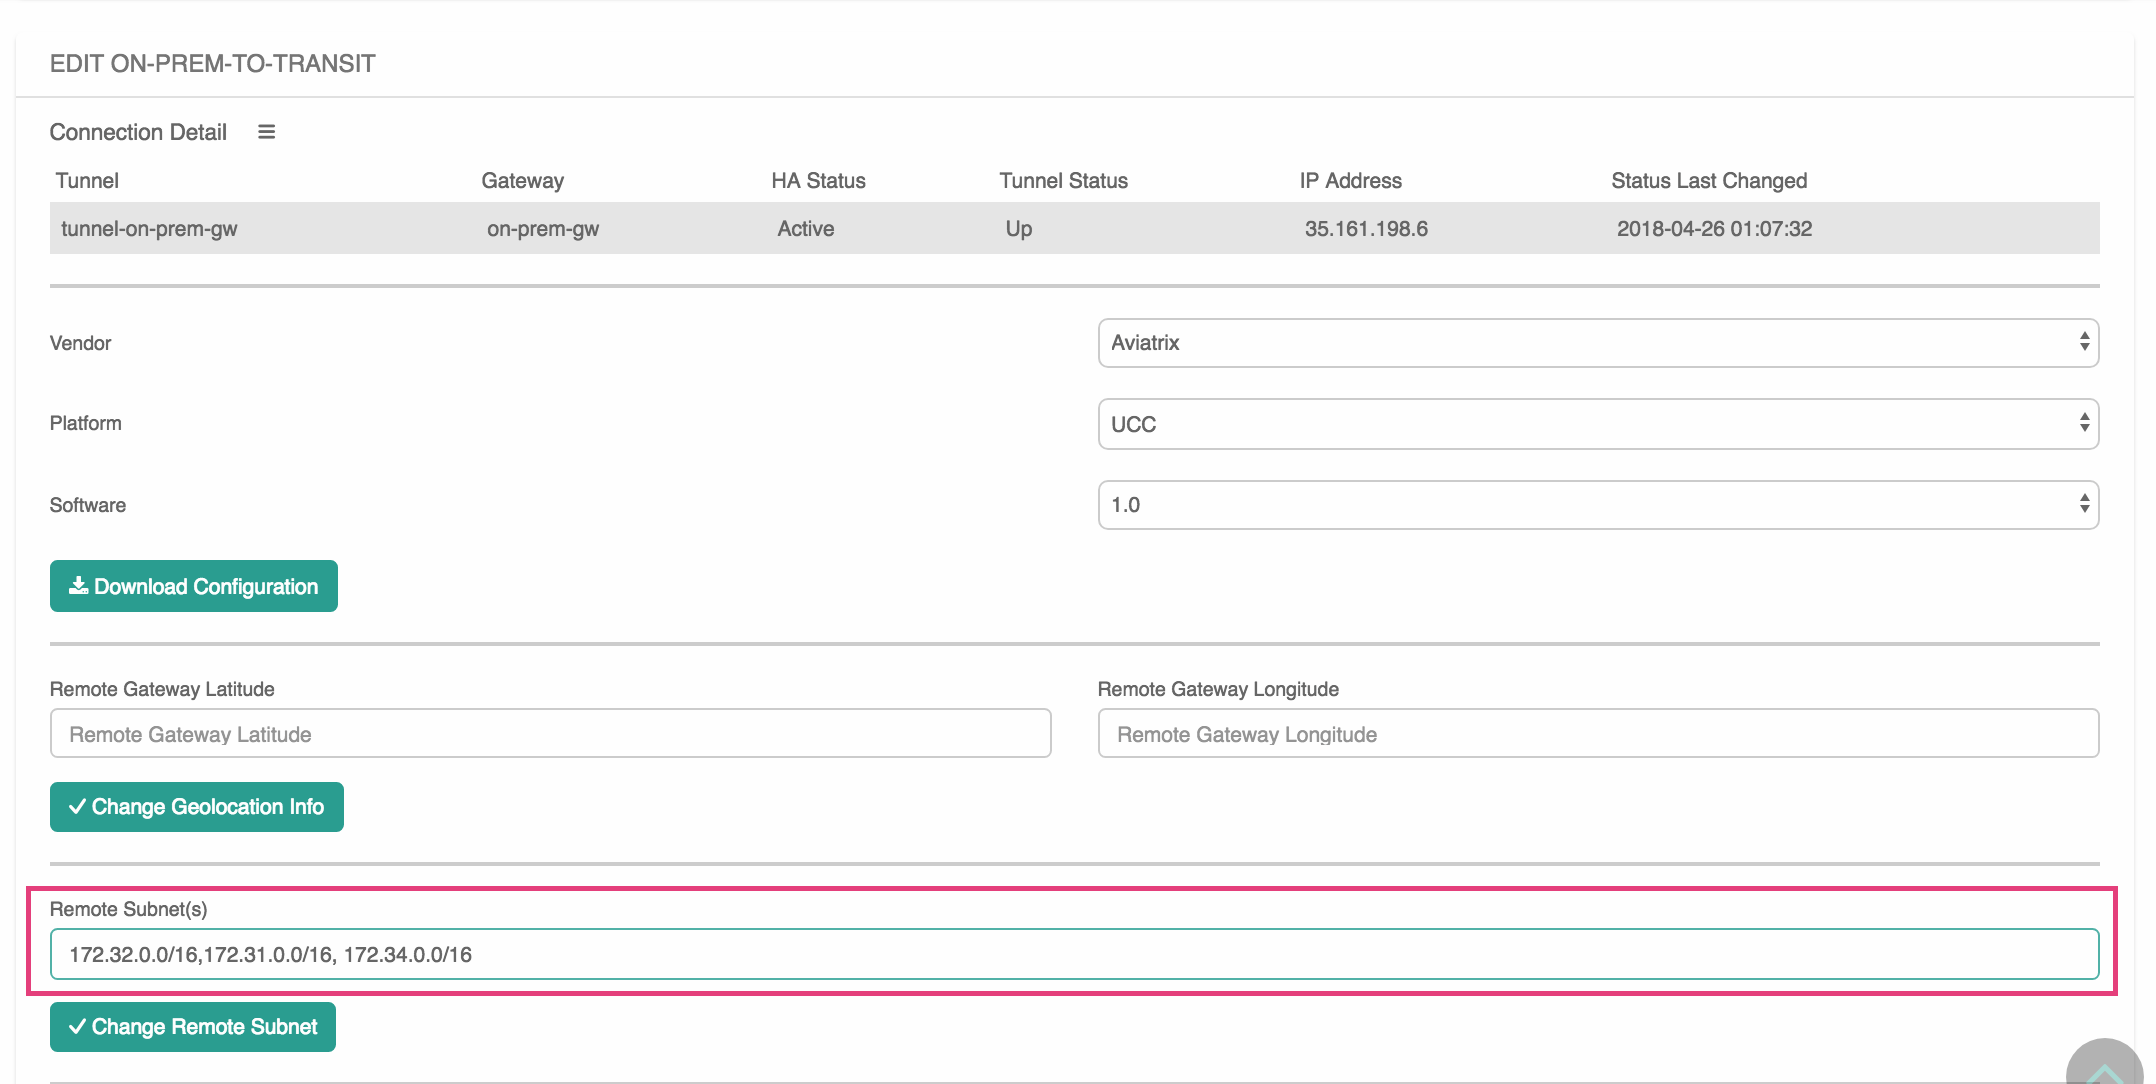 EDIT ON-PREM-TO-TRANSIT
Connection Detail
Tunnel Gateway HA Status Tunnel Status IP Address Status Last Changed
tunnel-on-prem-gw on-prem-gw Active Up 35.161.198.6 2018-04-26 01:07:32
Vendor Aviatrix
Platform UCC
Software 1.0
Download Configuration
Remote Gateway Latitude Remote Gateway Longitude
Remote Gateway Latitude Remote Gateway Longitude
Change Geolocation Info
Remote Subnet(s)
172.32.0.0/16,172.31.0.0/16, 172.34.0.0/16
Change Remote Subnet